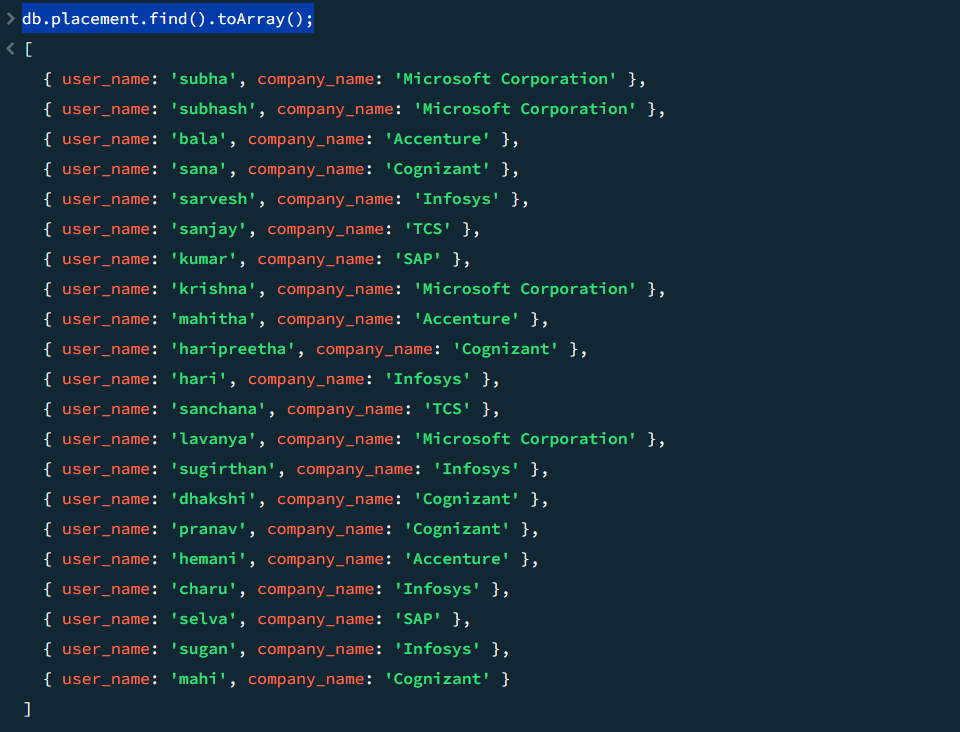 > db.placement.find().toArray();
< [
{ user_name: 'subha', company_name: 'Microsoft Corporation' },
{ user_name: 'subhash', company_name: 'Microsoft Corporation' },
{ user_name: 'bala', company_name: 'Accenture' },
{ user_name: 'sana', company_name: 'Cognizant' },
{ user_name: 'sarvesh', company_name: 'Infosys' },
{ user_name: 'sanjay', company_name: 'TCS' },
{ user_name: 'kumar', company_name: 'SAP' },
{ user_name: 'krishna', company_name: 'Microsoft Corporation' },
{ user_name: 'mahitha', company_name: 'Accenture' },
{ user_name: 'haripreetha', company_name: 'Cognizant' },
{ user_name: 'hari', company_name: 'Infosys' },
{ user_name: 'sanchana', company_name: 'TCS' },
{ user_name: 'lavanya', company_name: 'Microsoft Corporation' },
{ user_name: 'sugirthan', company_name: 'Infosys' },
{ user_name: 'dhakshi', company_name: 'Cognizant' },
{ user_name: 'pranav', company_name: 'Cognizant' },
{ user_name: 'hemani', company_name: 'Accenture' },
{ user_name: 'charu', company_name: 'Infosys' },
{ user_name: 'selva', company_name: 'SAP' },
{ user_name: 'sugan', company_name: 'Infosys' },
{ user_name: 'mahi', company_name: 'Cognizant' }
]